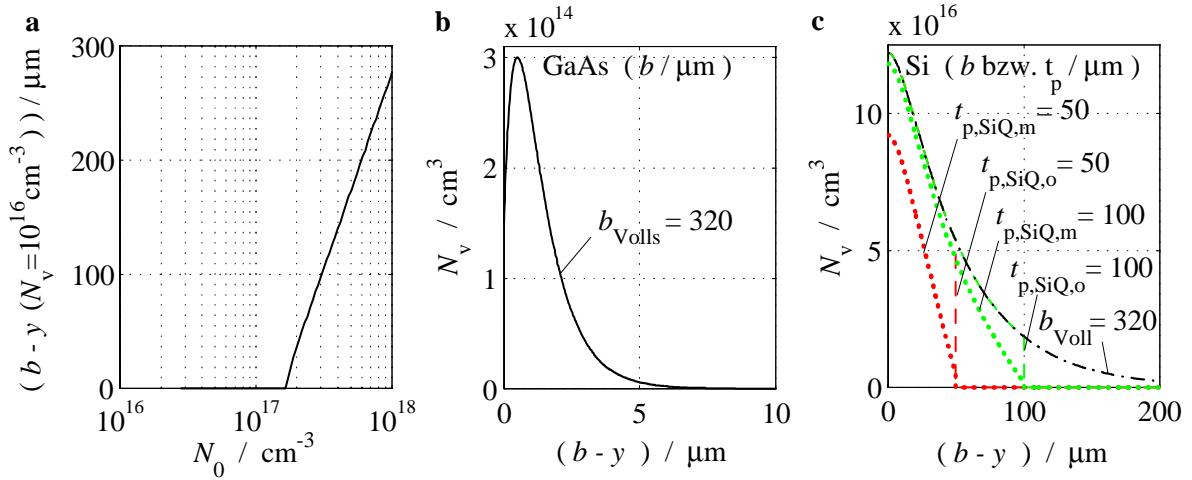 a
300
200
100
0
10^16
10^17
10^18
( b - y (N_v=10^16cm^-3 ) ) / μm
N_0 / cm^-3
b
x 10^14
3
2
1
0
0
5
10
GaAs ( b / μm)
b_Volls = 320
N_v / cm^3
( b - y ) / μm
c
x 10^16
10
5
0
0
100
200
Si ( b bzw. t_p / μm )
t_p,SiQ,m = 50
t_p,SiQ,o = 50
t_p,SiQ,m = 100
t_p,SiQ,o = 100
b_Voll = 320
N_v / cm^3
( b - y ) / μm